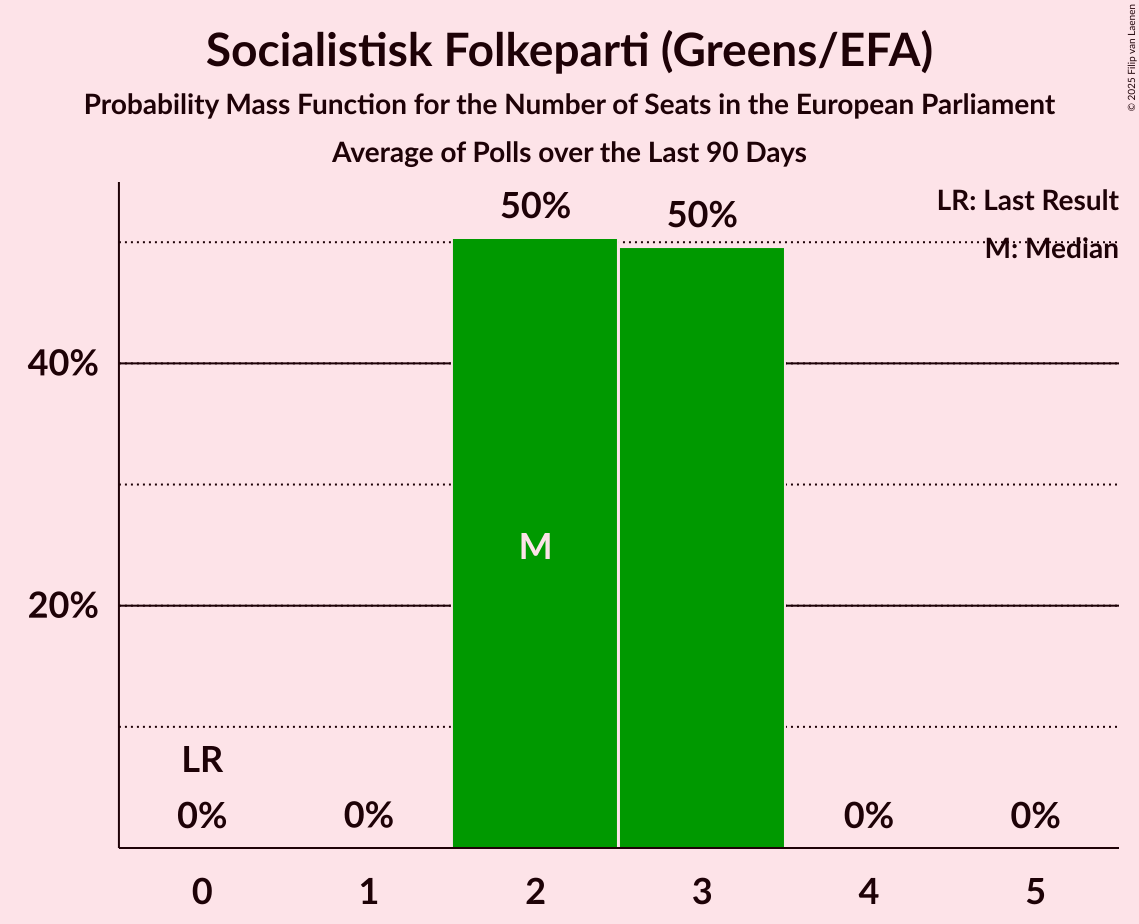 Socialistisk Folkeparti (Greens/EFA)
Probability Mass Function for the Number of Seats in the European Parliament
Average of Polls over the Last 90 Days
© 2025 Filip van Laenen
LR: Last Result
M: Median
50%
50%
40%
M
20%
LR
0%
0%
0%
0%
0
1
2
3
4
5